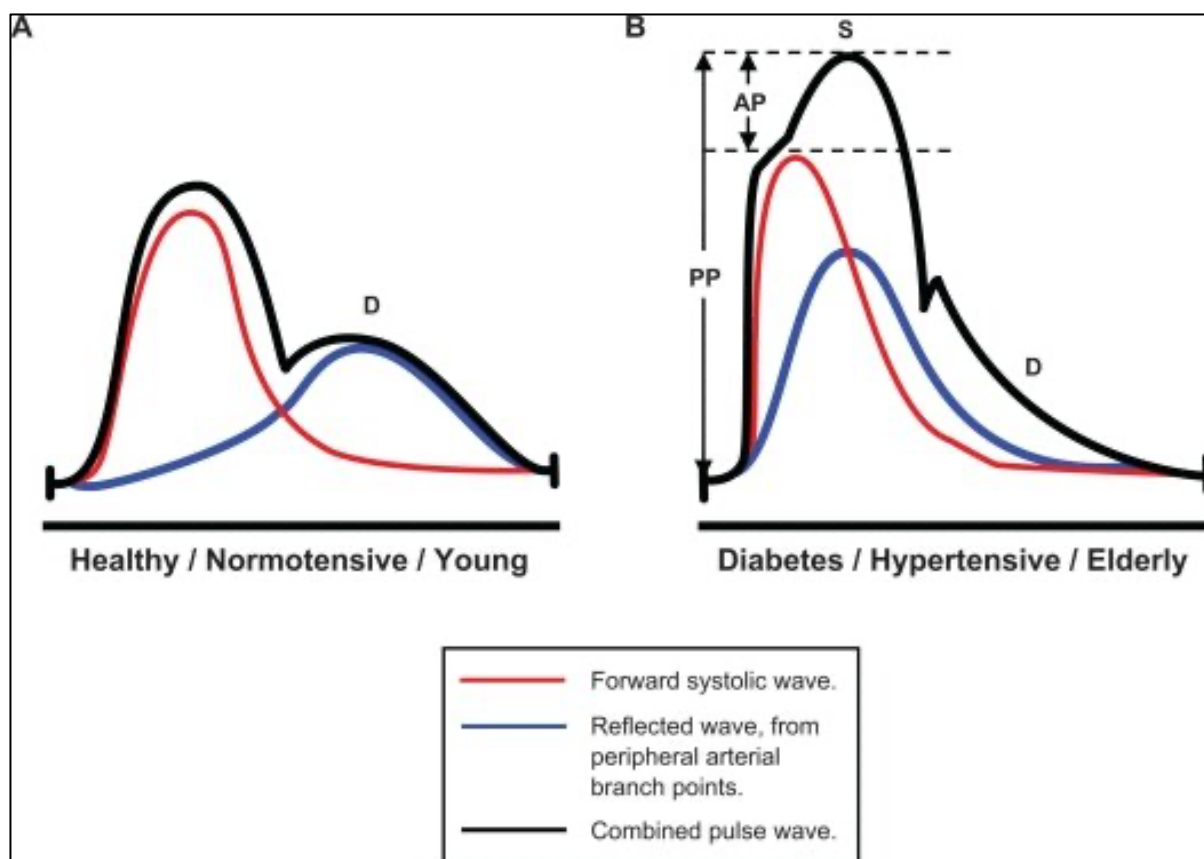 A
B
S
AP
D
PP
D
Healthy / Normotensive / Young
Diabetes / Hypertensive / Elderly
Forward systolic wave.
Reflected wave, from
peripheral arterial
branch points.
Combined pulse wave.